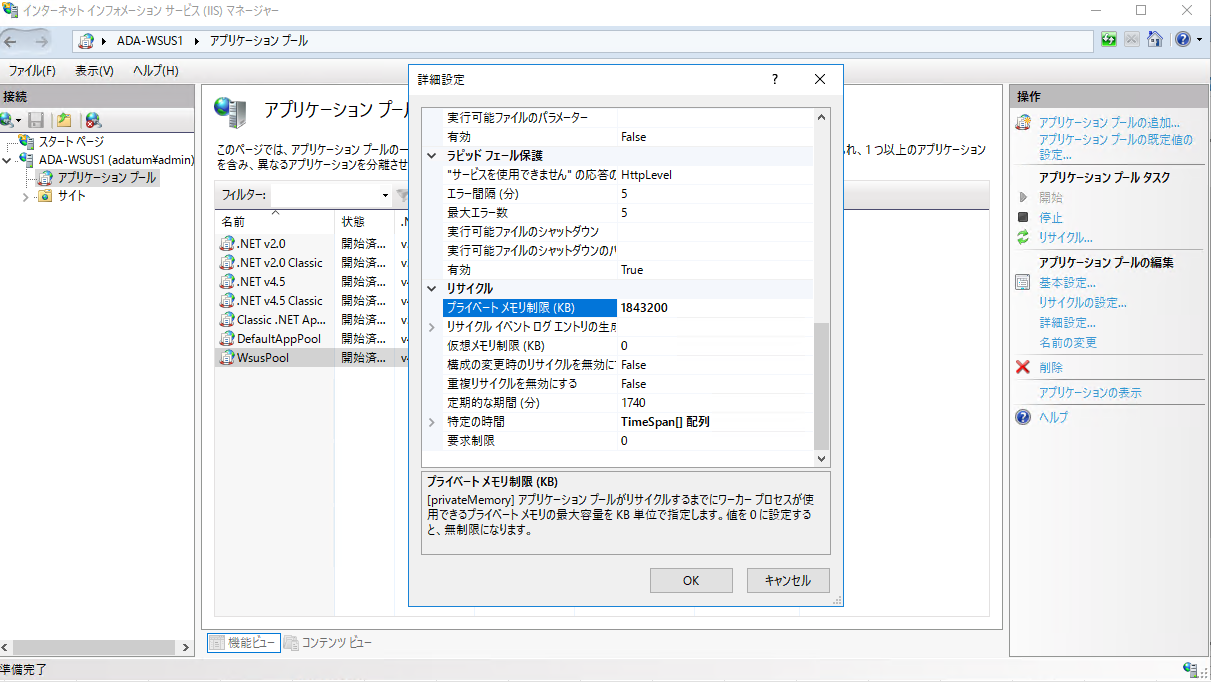 インターネット インフォメーション サービス (IIS) マネージャー
ADA-WSUS1
アプリケーション プール
ファイル(F)
表示(V)
ヘルプ(H)
接続
スタート ページ
ADA-WSUS1 (adatum¥admin)
アプリケーション プール
サイト
アプリケーション プール
このページでは、アプリケーション プールの一
れ、1 つ以上のアプリケーション
を含み、異なるアプリケーションを分離させ
フィルター:
名前
状態
.NET v2.0
開始済...
.NET v2.0 Classic
開始済...
.NET v4.5
開始済...
.NET v4.5 Classic
開始済...
Classic .NET Ap...
開始済...
DefaultAppPool
開始済...
WsusPool
開始済...
詳細設定
?
実行可能ファイルのパラメーター
有効 False
ラピッド フェール保護
"サービスを使用できません" の応答の HttpLevel
エラー間隔 (分) 5
最大エラー数 5
実行可能ファイルのシャットダウン
実行可能ファイルのシャットダウンのパ
有効 True
リサイクル
プライベート メモリ制限 (KB) 1843200
リサイクル イベント ログ エントリの生成
仮想メモリ制限 (KB) 0
構成の変更時のリサイクルを無効に False
重複リサイクルを無効にする False
定期的な期間 (分) 1740
特定の時間 TimeSpan[] 配列
要求制限 0
プライベート メモリ制限 (KB)
[privateMemory] アプリケーション プールがリサイクルするまでにワーカー プロセスが使
用できるプライベート メモリの最大容量を KB 単位で指定します。値を 0 に設定する
と、無制限になります。
OK
キャンセル
操作
アプリケーション プールの追加...
アプリケーション プールの既定値の
設定...
アプリケーション プール タスク
開始
停止
リサイクル...
アプリケーション プールの編集
基本設定...
リサイクルの設定...
詳細設定...
名前の変更
削除
アプリケーションの表示
ヘルプ
機能ビュー
コンテンツ ビュー
準備完了